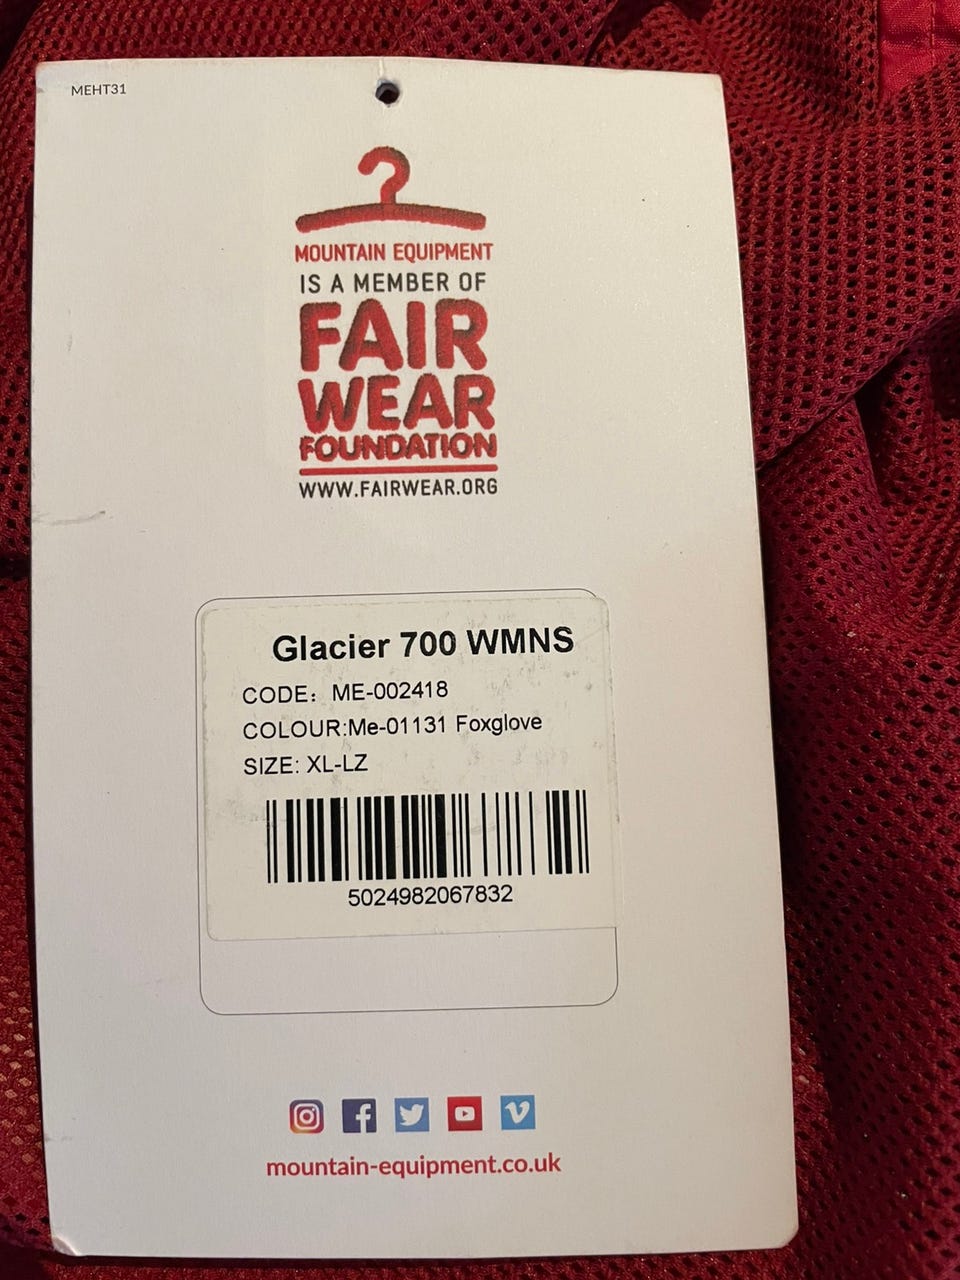 MEHT31
MOUNTAIN EQUIPMENT
IS A MEMBER OF
FAIR
WEAR
FOUNDATION
WWW.FAIRWEAR.ORG
Glacier 700 WMNS
CODE: ME-002418
COLOUR:Me-01131 Foxglove
SIZE: XL-LZ
5024982067832
mountain-equipment.co.uk